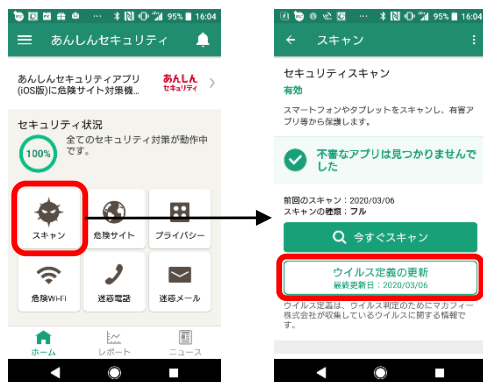 95% 16:04
あんしんセキュリティ
あんしんセキュリティアプリ
(iOS版)に危険サイト対策機...
あんしん
セキュリティ
セキュリティ状況
100%
全てのセキュリティ対策が動作中
です。
スキャン
危険サイト
プライバシー
危険Wi-Fi
迷惑電話
迷惑メール
ホーム
レポート
ニュース
95% 16:04
スキャン
セキュリティスキャン
有効
スマートフォンやタブレットをスキャンし、有害ア
プリ等から保護します。
不審なアプリは見つかりませんで
した
前回のスキャン：2020/03/06
スキャンの種類：フル
今すぐスキャン
ウイルス定義の更新
最終更新日：2020/03/06
ウイルス定義は、ウイルス判定のためにマカフィー
株式会社が収集しているウイルスに関する情報で
す。